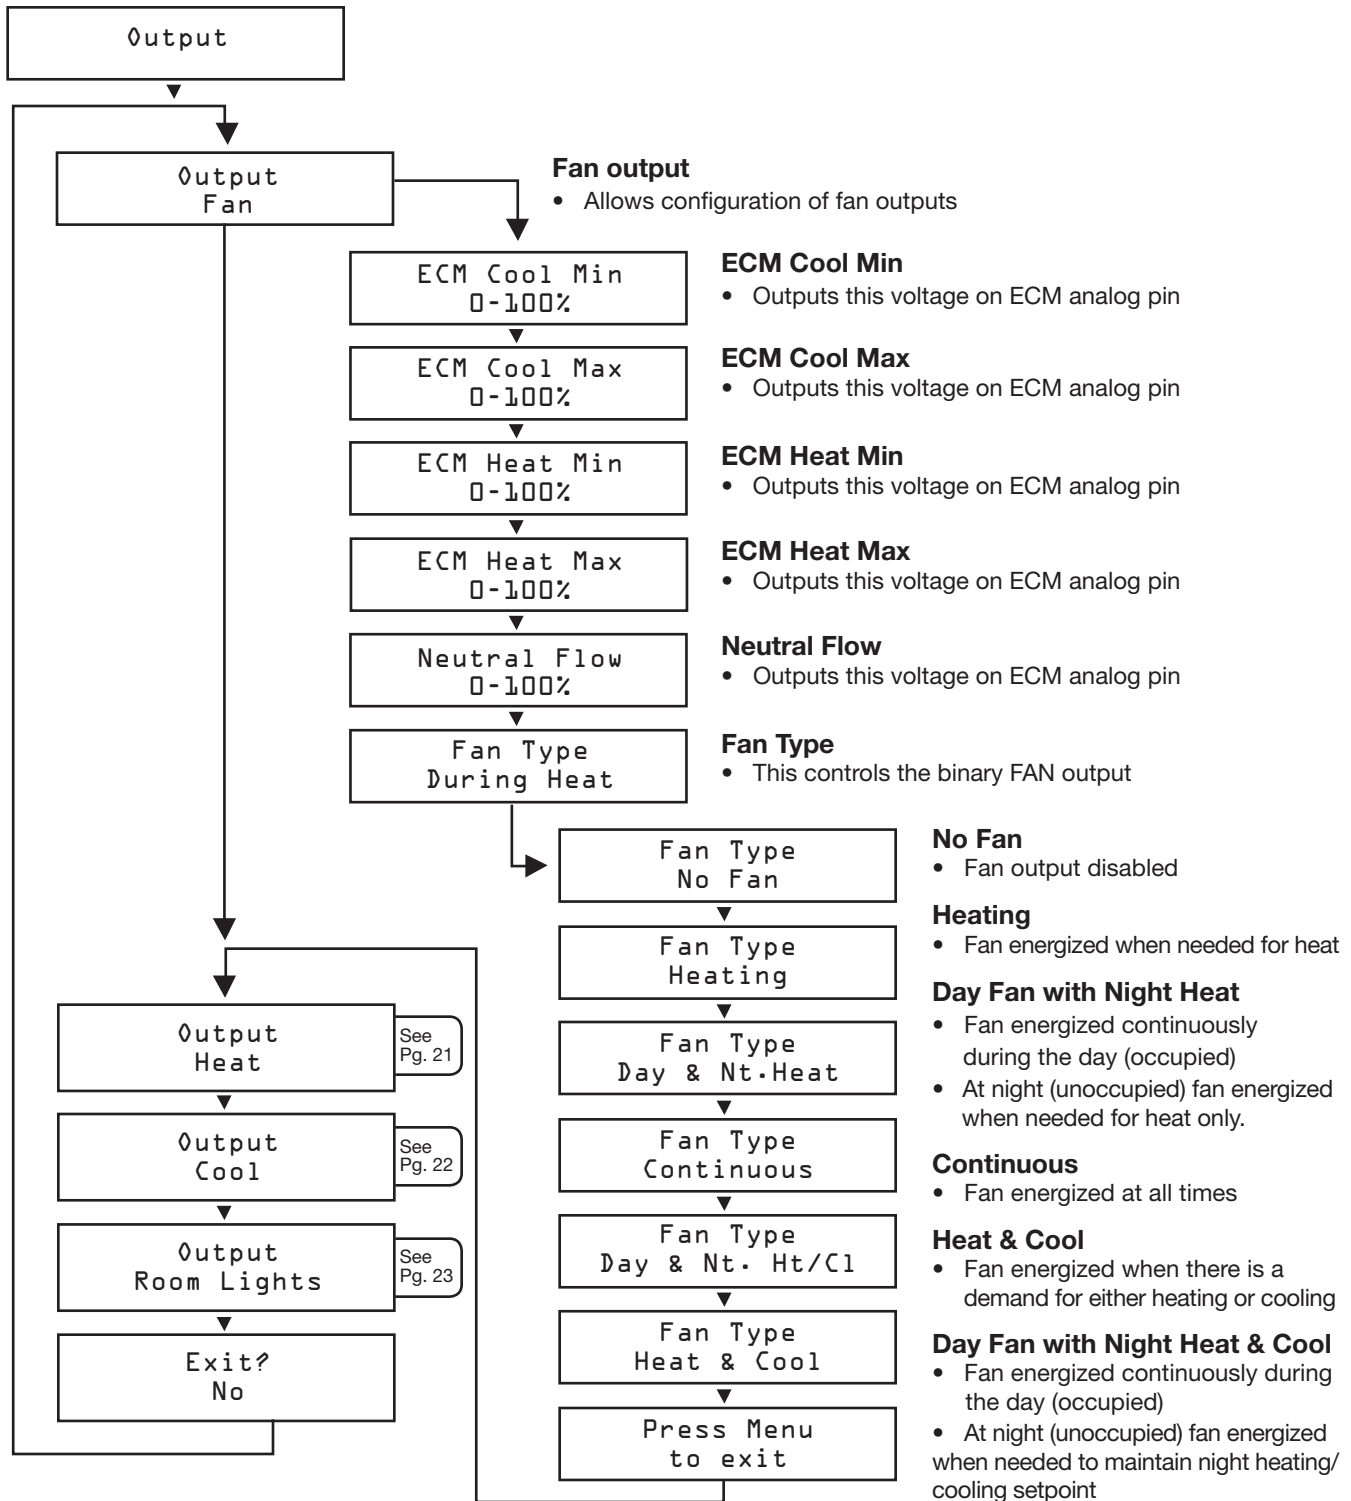 Output
Output
Fan
Fan output
• Allows configuration of fan outputs
ECM Cool Min
0-100%
ECM Cool Min
• Outputs this voltage on ECM analog pin
ECM Cool Max
0-100%
ECM Cool Max
• Outputs this voltage on ECM analog pin
ECM Heat Min
0-100%
ECM Heat Min
• Outputs this voltage on ECM analog pin
ECM Heat Max
0-100%
ECM Heat Max
• Outputs this voltage on ECM analog pin
Neutral Flow
0-100%
Neutral Flow
• Outputs this voltage on ECM analog pin
Fan Type
During Heat
Fan Type
• This controls the binary FAN output
Fan Type
No Fan
Fan Type
Heating
Fan Type
Day & Nt.Heat
Fan Type
Continuous
Fan Type
Day & Nt. Ht/Cl
Fan Type
Heat & Cool
Press Menu
to exit
No Fan
• Fan output disabled
Heating
• Fan energized when needed for heat
Day Fan with Night Heat
• Fan energized continuously
during the day (occupied)
• At night (unoccupied) fan energized
when needed for heat only.
Continuous
• Fan energized at all times
Heat & Cool
• Fan energized when there is a
demand for either heating or cooling
Day Fan with Night Heat & Cool
• Fan energized continuously during
the day (occupied)
• At night (unoccupied) fan energized
when needed to maintain night heating/
cooling setpoint
Output
Heat
See
Pg. 21
Output
Cool
See
Pg. 22
Output
Room Lights
See
Pg. 23
Exit?
No